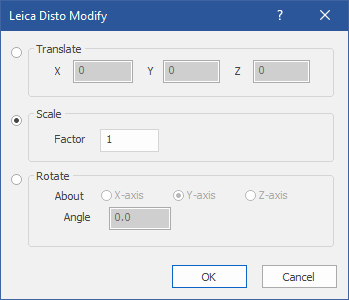 Leica Disto Modify ?
Translate
X 0 Y 0 Z 0
Scale
Factor 1
Rotate
About X-axis Y-axis Z-axis
Angle 0.0
OK Cancel